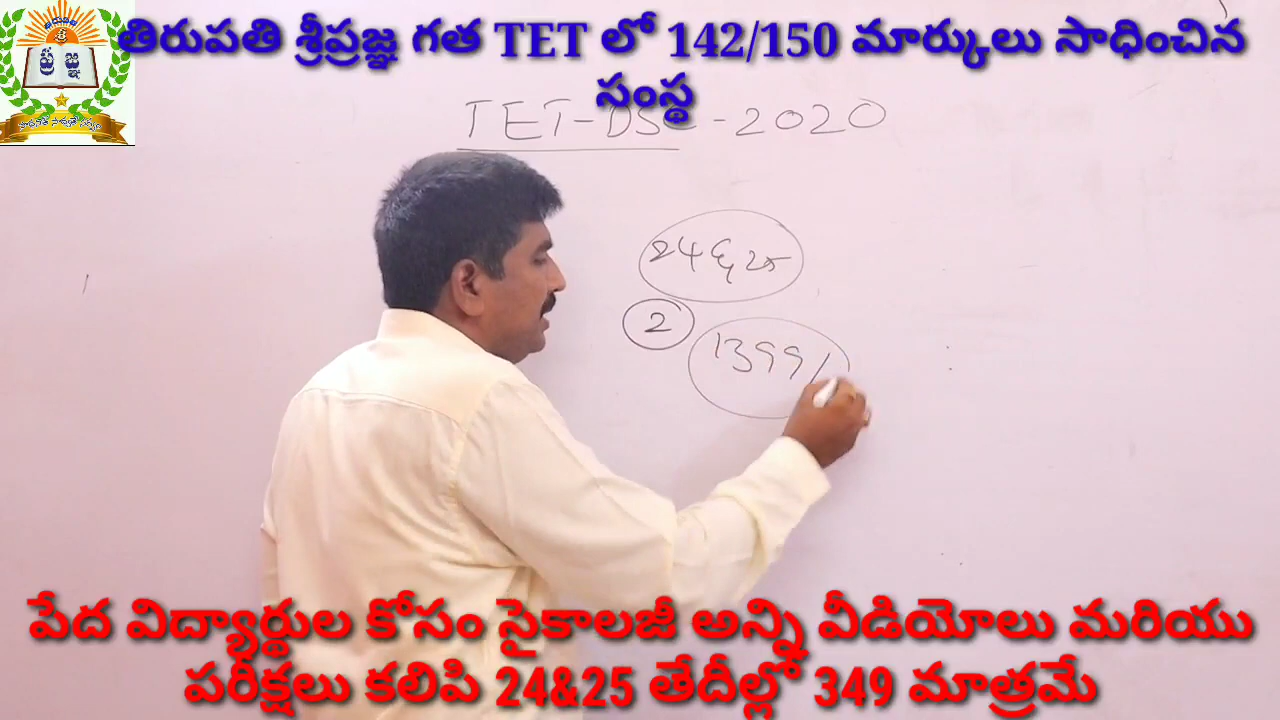 తిరుపతి శ్రీప్రజ్ఞ గత TET లో 142/150 మార్కులు సాధించిన
సంస్థ
TET-DSC-2020
24 & 25
2
1399/
శ్రీ
ప్రజ్ఞ
పేద విద్యార్థుల కోసం సైకాలజీ అన్ని వీడియోలు మరియు
పరీక్షలు కలిపి 24&25 తేదీల్లో 349 మాత్రమే